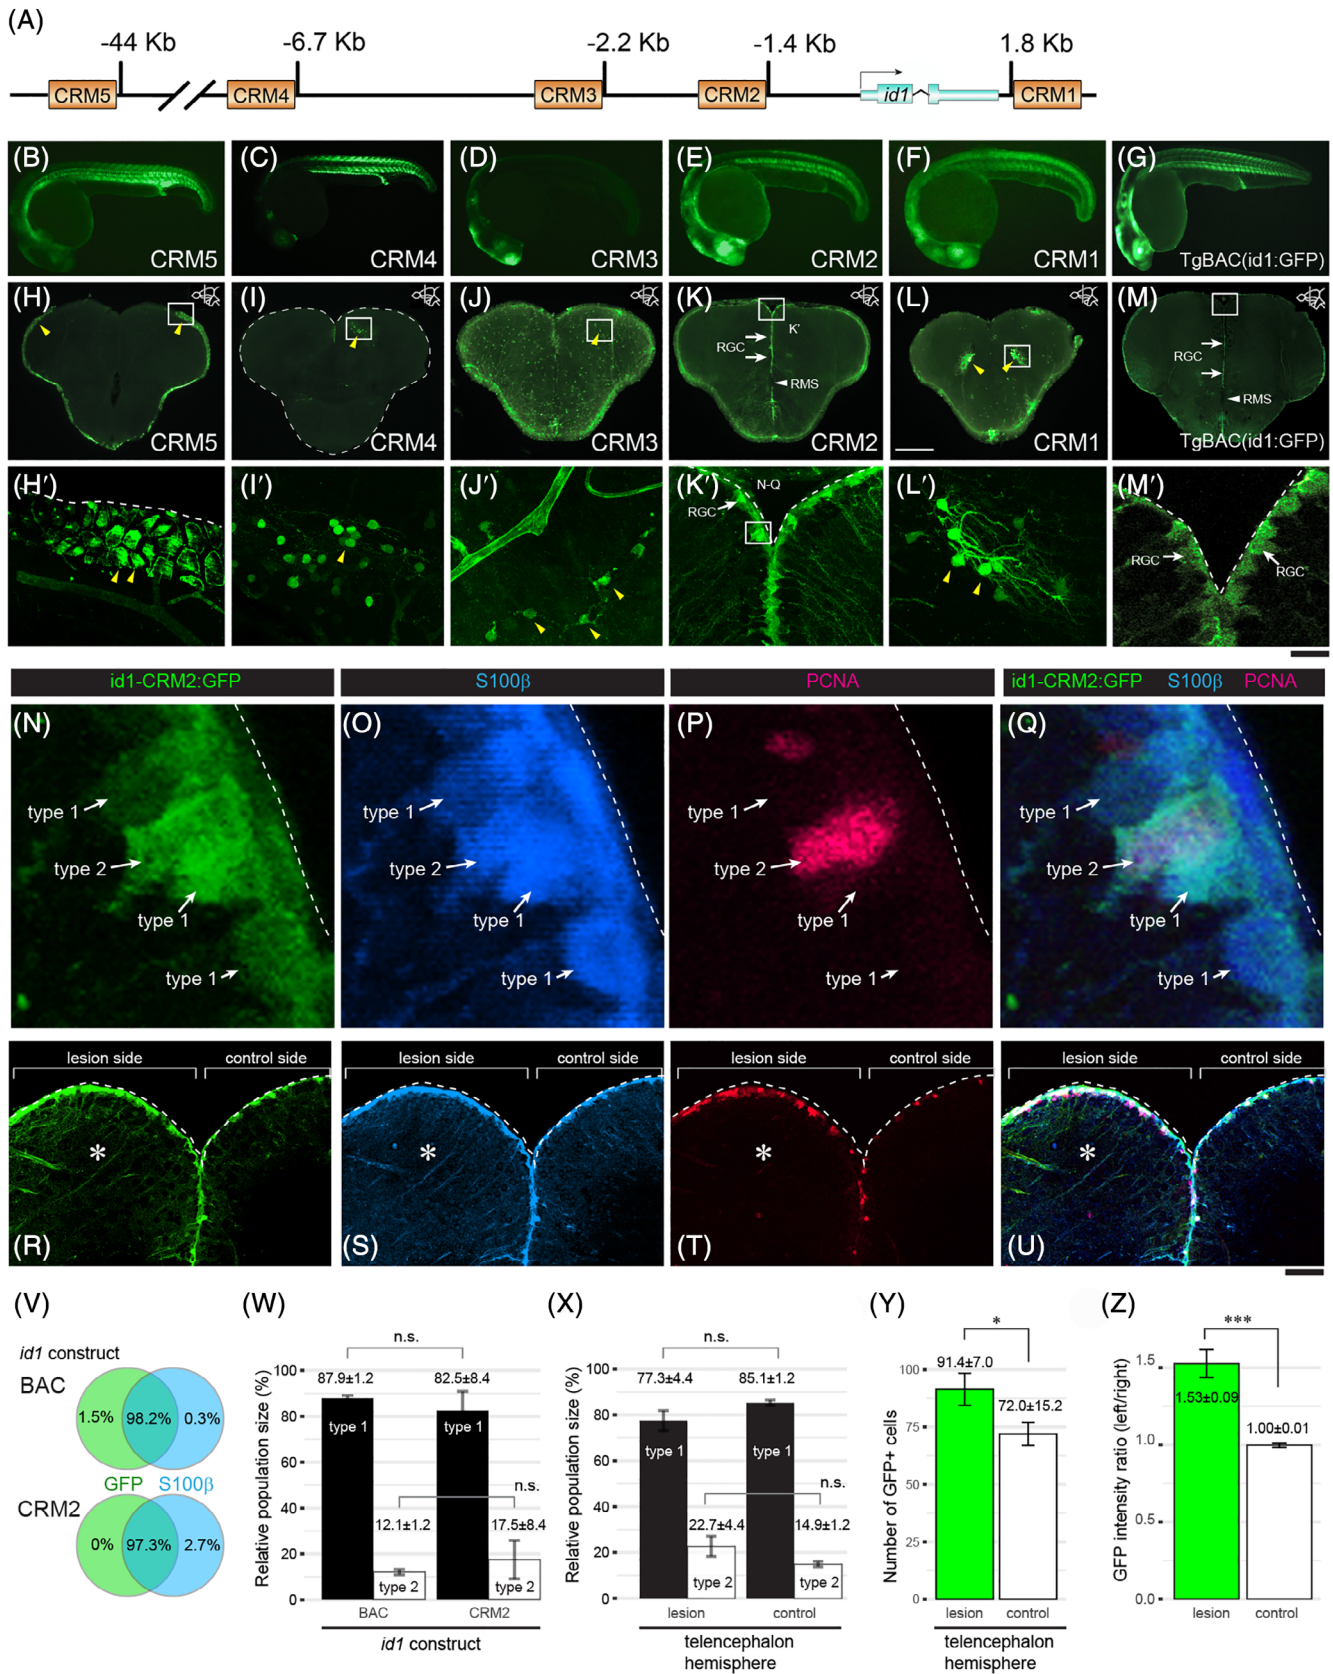 (A)
-44 Kb -6.7 Kb -2.2 Kb -1.4 Kb 1.8 Kb
CRM5 CRM4 CRM3 CRM2 id1 CRM1
(B) (C) (D) (E) (F) (G)
CRM5 CRM4 CRM3 CRM2 CRM1 TgBAC(id1:GFP)
(H) (I) (J) (K) (L) (M)
K'
RGC RGC
RMS RMS
CRM5 CRM4 CRM3 CRM2 CRM1 TgBAC(id1:GFP)
(H') (I') (J') (K') (L') (M')
N-Q
RGC
RGC RGC
id1-CRM2:GFP S100β PCNA id1-CRM2:GFP S100β PCNA
(N) (O) (P) (Q)
type 1 type 1 type 1 type 1
type 2 type 2 type 2 type 2
type 1 type 1 type 1 type 1
type 1 type 1 type 1 type 1
lesion side control side lesion side control side lesion side control side lesion side control side
* * * *
(R) (S) (T) (U)
(V) (W) (X) (Y) (Z)
id1 construct
BAC
1.5% 98.2% 0.3%
GFP S100β
CRM2
0% 97.3% 2.7%
n.s.
100
87.9±1.2 82.5±8.4
80
type 1 type 1
60
n.s.
40
12.1±1.2 17.5±8.4
20
type 2 type 2
0
Relative population size (%)
BAC CRM2
id1 construct
n.s.
100
77.3±4.4 85.1±1.2
80
type 1 type 1
60
n.s.
40
22.7±4.4 14.9±1.2
20
type 2 type 2
0
Relative population size (%)
lesion control
telencephalon
hemisphere
*
100
91.4±7.0
72.0±15.2
75
50
25
0
Number of GFP+ cells
lesion control
telencephalon
hemisphere
***
1.5
1.53±0.09
1.00±0.01
1.0
0.5
0.0
GFP intensity ratio (left/right)
lesion control